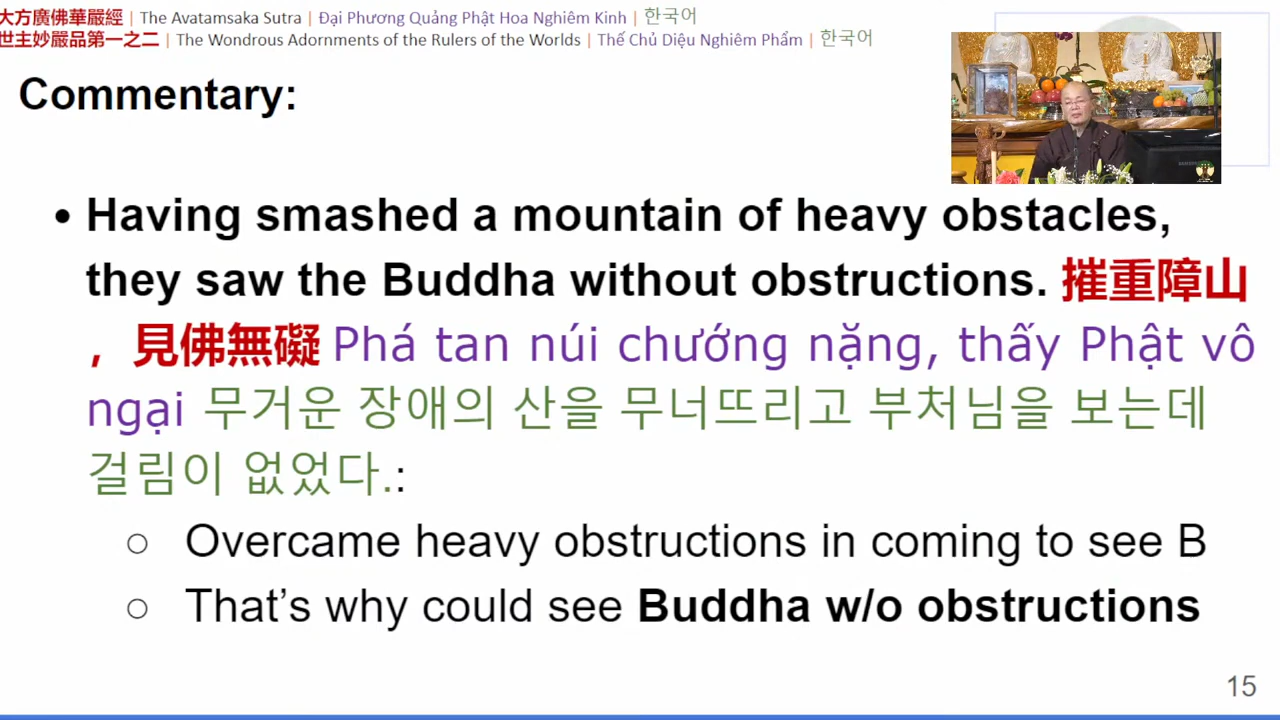 大方廣佛華嚴經 | The Avatamsaka Sutra | Đại Phương Quảng Phật Hoa Nghiêm Kinh | 한국어
世主妙嚴品第一之二 | The Wondrous Adornments of the Rulers of the Worlds | Thế Chủ Diệu Nghiêm Phẩm | 한국어
Commentary:
• Having smashed a mountain of heavy obstacles,
they saw the Buddha without obstructions. 摧重障山
，見佛無礙 Phá tan núi chướng nặng, thấy Phật vô
ngại 무거운 장애의 산을 무너뜨리고 부처님을 보는데
걸림이 없었다.:
○ Overcame heavy obstructions in coming to see B
○ That’s why could see Buddha w/o obstructions
15